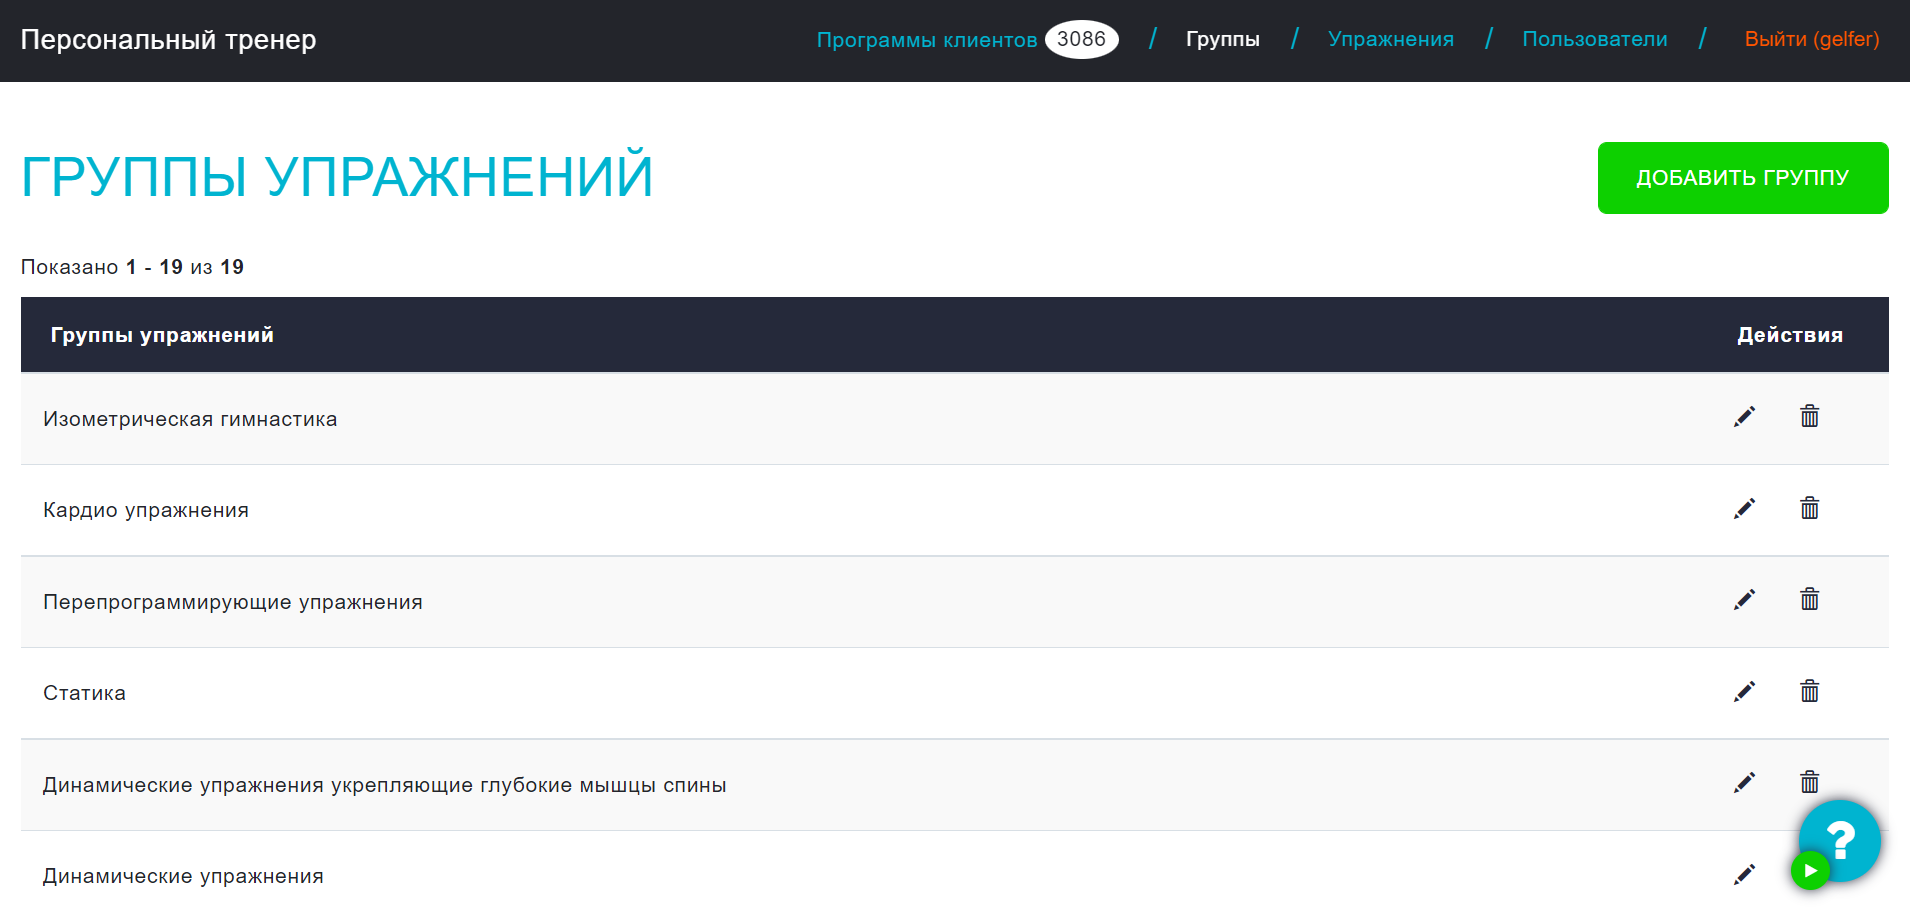 Персональный тренер
Программы клиентов 3086 / Группы / Упражнения / Пользователи / Выйти (gelfer)
ГРУППЫ УПРАЖНЕНИЙ
ДОБАВИТЬ ГРУППУ
Показано 1 - 19 из 19
Группы упражнений Действия
Изометрическая гимнастика
Кардио упражнения
Перепрограммирующие упражнения
Статика
Динамические упражнения укрепляющие глубокие мышцы спины
Динамические упражнения
?